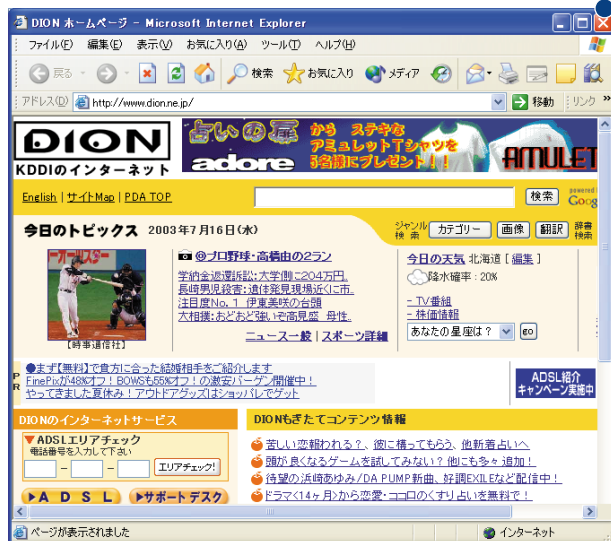 DION ホームページ - Microsoft Internet Explorer
ファイル(F) 編集(E) 表示(V) お気に入り(A) ツール(T) ヘルプ(H)
戻る 検索 お気に入り メディア
アドレス(D) http://www.dion.ne.jp/ 移動 リンク »
DION
KDDIのインターネット
占いの扉 adore
から ステキな
アミュレットTシャツを
5名様にプレゼント!!
AMULET
English | サイトMap | PDA TOP
検索 powered
Goog
今日のトピックス 2003年7月16日(水)
ジャンル検索 カテゴリー 画像 翻訳 辞書検索
オールスター
【時事通信社】
@プロ野球・高橋由の2ラン
学納金返還訴訟:大学側に204万円。
長崎男児殺害:遺体発見現場近くに市。
注目度No.1 伊東美咲の台頭
大相撲:おどおど強いぞ高見盛 母性。
ニュース一般 | スポーツ詳細
今日の天気 北海道 [ 編集 ]
降水確率 : 20%
- TV番組
- 株価情報
あなたの星座は? go
PR
●まず【無料】で貴方に合った結婚相手をご紹介します
FinePixが48%オフ!BOWSも55%オフ!の激安バーゲン開催中!
やってきました夏休み!アウトドアグッズはショッパレでゲット
ADSL紹介
キャンペーン実施中
DIONのインターネットサービス
▼ADSLエリアチェック
電話番号を入力して下さい
- - エリアチェック!
▶ADSL ▶サポートデスク
DIONもぎたてコンテンツ情報
苦しい恋報われる?、彼に構ってもらう、他新着占いへ
頭が良くなるゲームを試してみない?他にも多々追加!
待望の浜崎あゆみ/DA PUMP新曲、好調EXILEなど配信中!
ドラマ<14ヶ月>から恋愛・ココロのくすり占いを無料で!
ページが表示されました インターネット